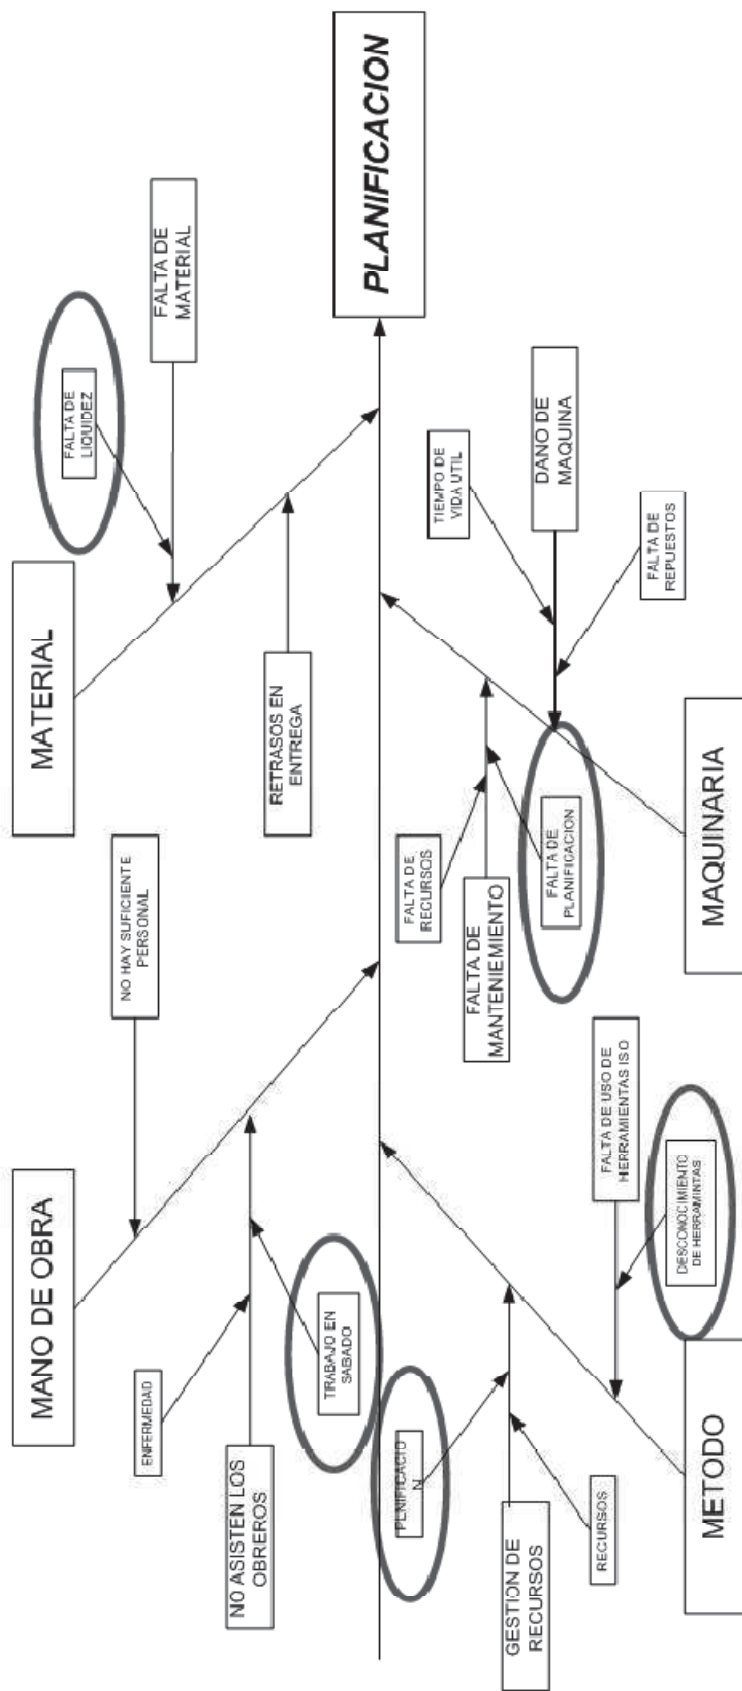 MANO DE OBRA
MATERIAL
NO HAY SUFICIENTE
PERSONAL
FALTA DE
LIQUIDEZ
FALTA DE
MATERIAL
ENFERMEDAD
NO ASISTEN LOS
OBREROS
TIRABAJO EN
SABADO
RETRASOS EN
ENTREGA
PLANIFICACION
PLNIFICACIO
N
GESTION DE
RECURSOS
RECURSOS
FALTA DE USO DE
HERRAMIENTAS ISO
DESCONOCIMIENTO
DE HERRAMINTAS
FALTA DE
RECURSOS
FALTA DE
MANTENIEMIENTO
FALTA DE
PLANIFICACION
TIEMPO DE
VIDA UTIL
DANO DE
MAQUINA
FALTA DE
REPUESTOS
METODO
MAQUINARIA